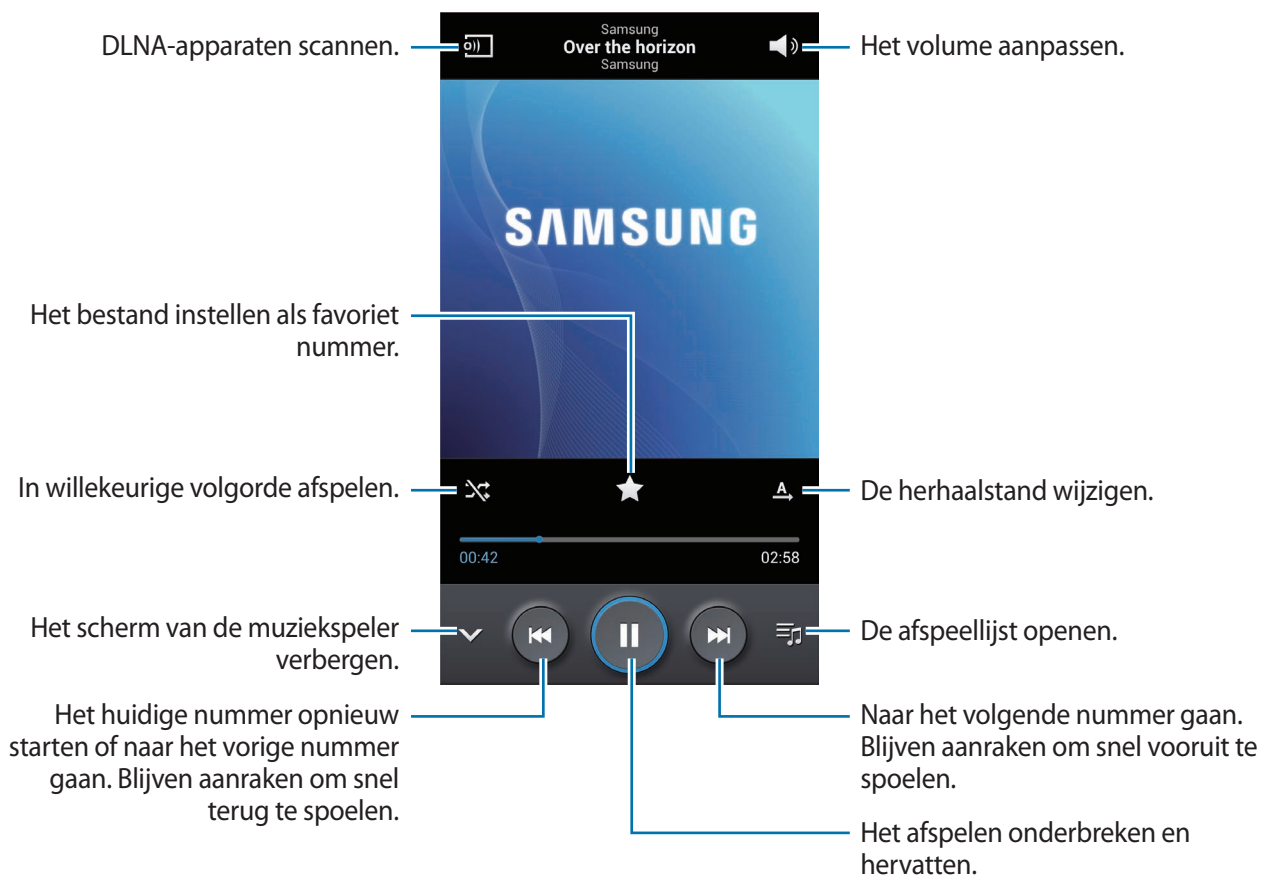 DLNA-apparaten scannen.
Samsung
Over the horizon
Samsung
Het volume aanpassen.
SAMSUNG
Het bestand instellen als favoriet
nummer.
In willekeurige volgorde afspelen.
A
De herhaalstand wijzigen.
00:42
02:58
Het scherm van de muziekspeler
verbergen.
De afspeellijst openen.
Het huidige nummer opnieuw
starten of naar het vorige nummer
gaan. Blijven aanraken om snel
terug te spoelen.
Naar het volgende nummer gaan.
Blijven aanraken om snel vooruit te
spoelen.
Het afspelen onderbreken en
hervatten.